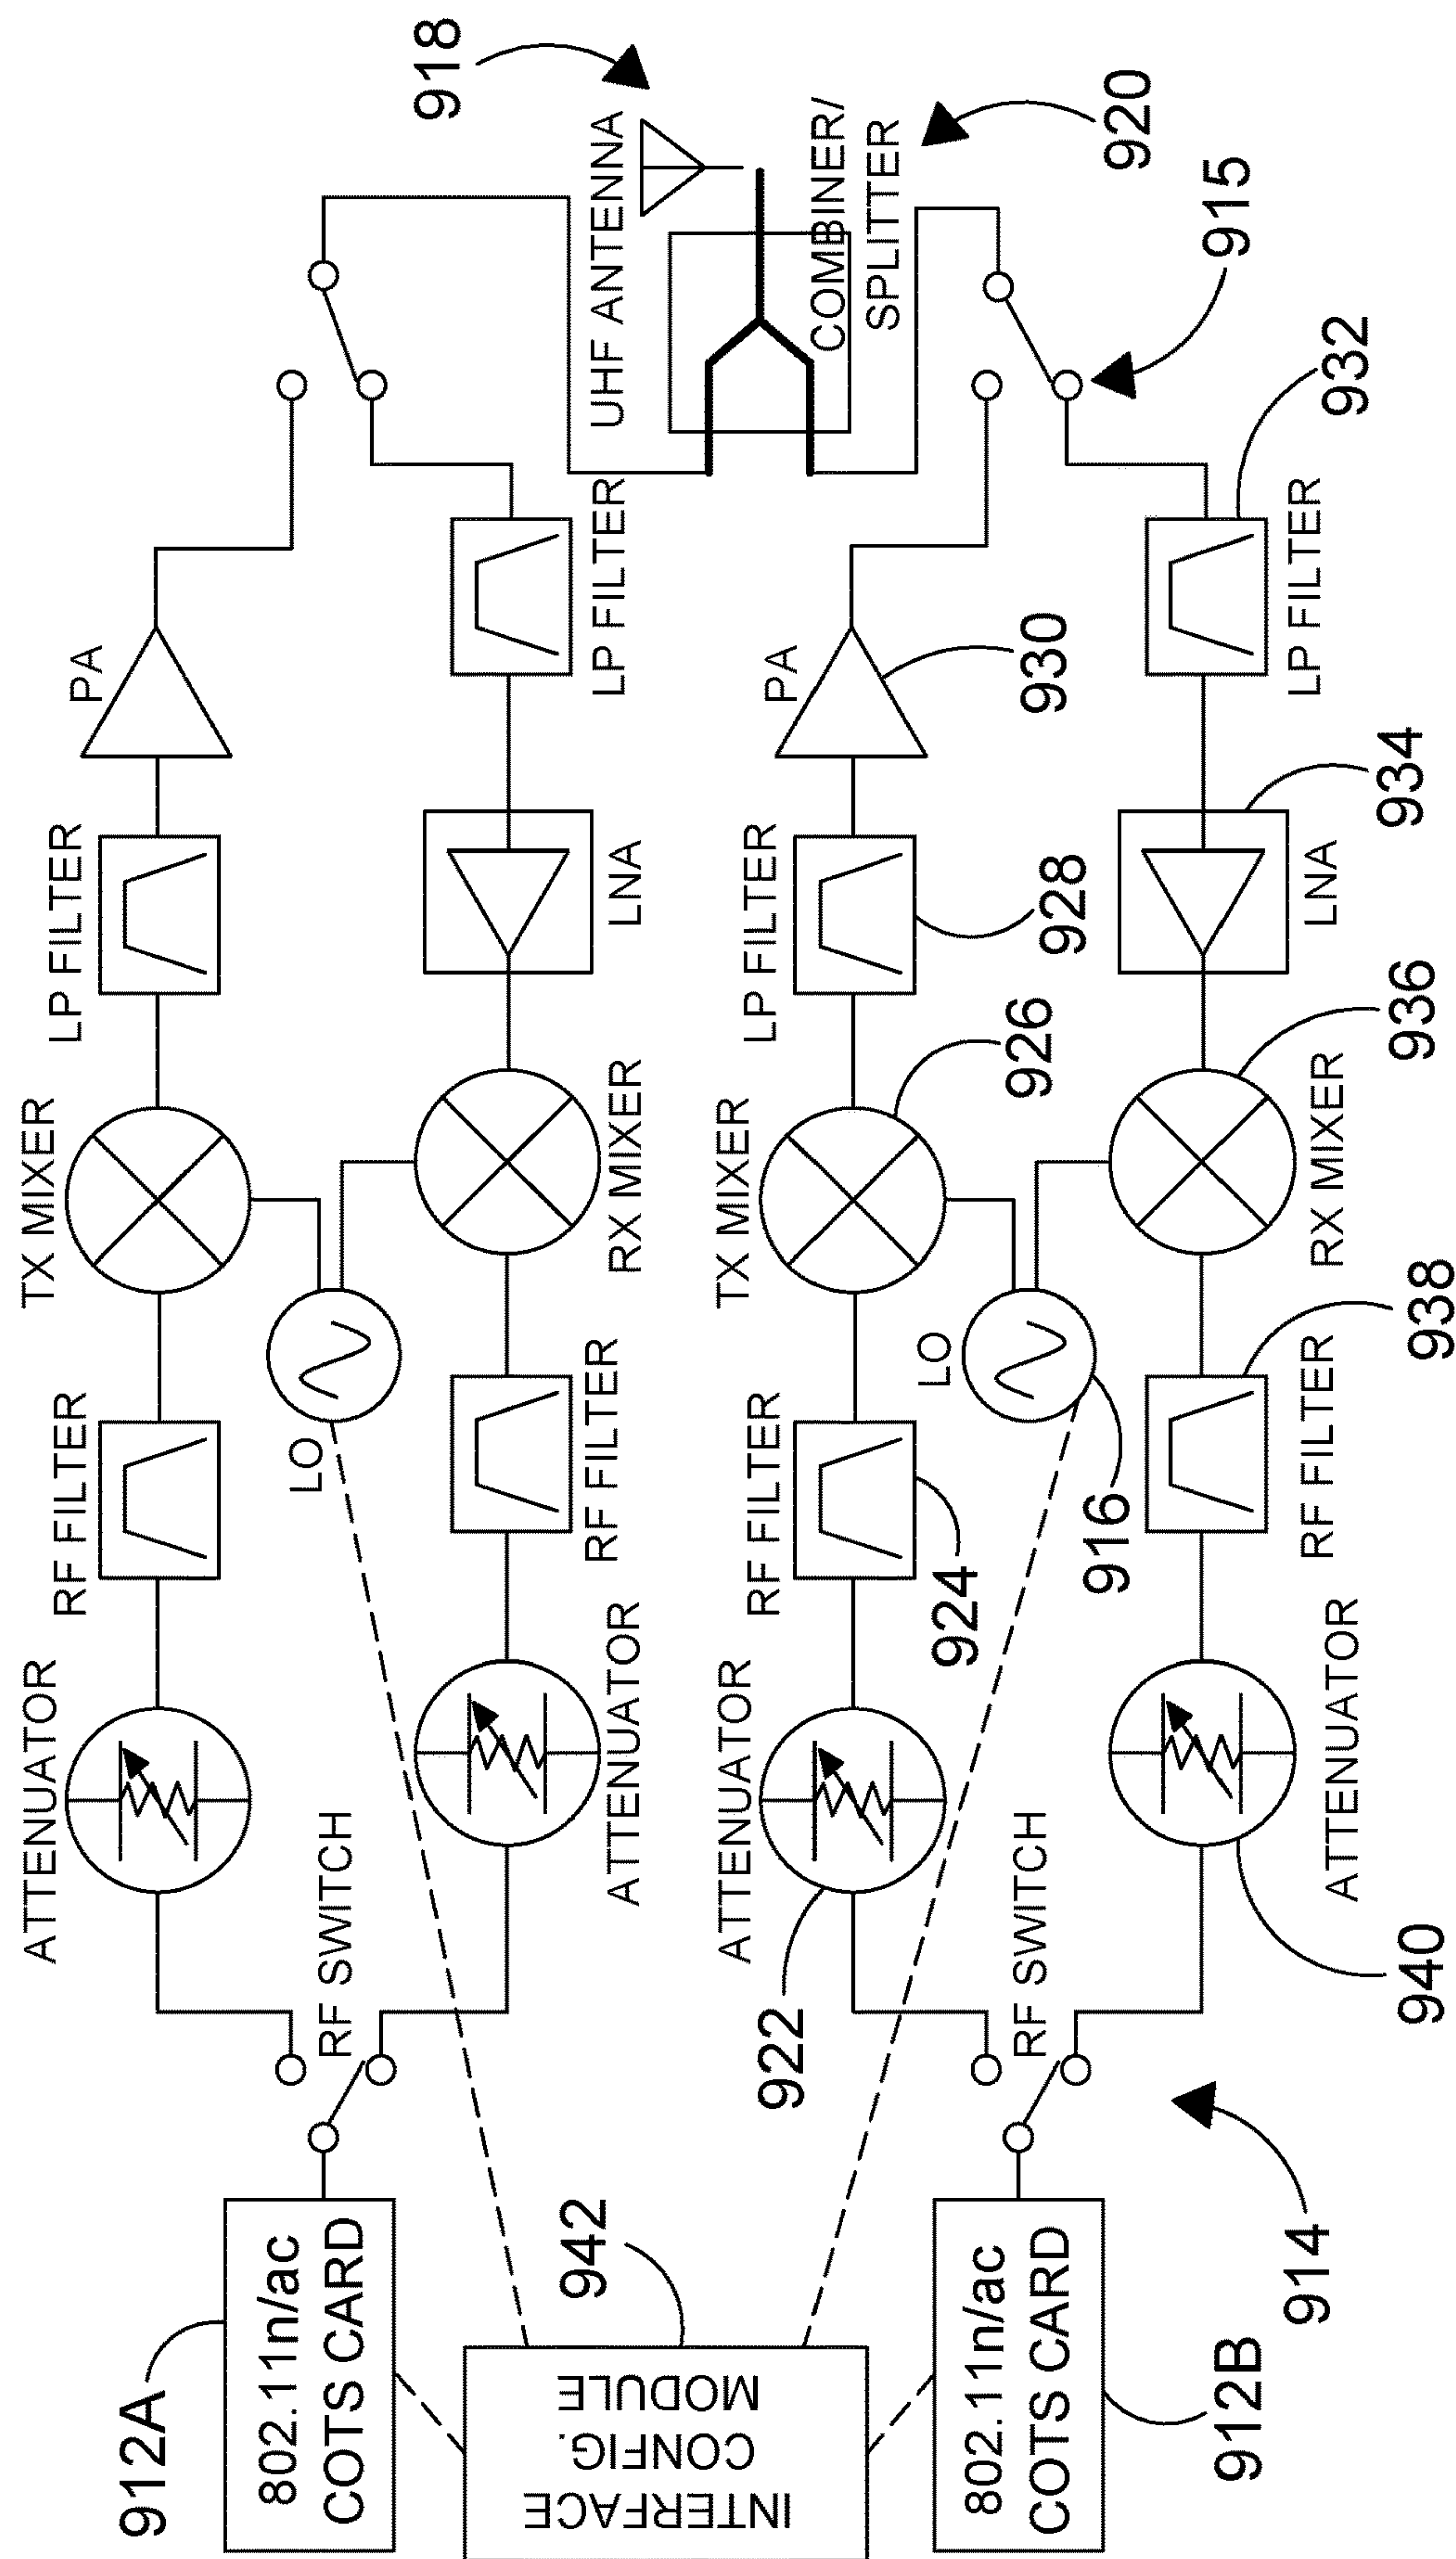 912A
802.11n/ac
COTS CARD
RF SWITCH
ATTENUATOR
RF FILTER
TX MIXER
LP FILTER
PA
LO
ATTENUATOR
RF FILTER
RX MIXER
LNA
LP FILTER
918
UHF ANTENNA
COMBINER/
SPLITTER
920
942
INTERFACE
CONFIG.
MODULE
922
ATTENUATOR
RF FILTER
924
TX MIXER
926
LP FILTER
928
PA
930
LO
916
915
912B
802.11n/ac
COTS CARD
914
RF SWITCH
940
ATTENUATOR
RF FILTER
938
RX MIXER
936
LNA
934
LP FILTER
932